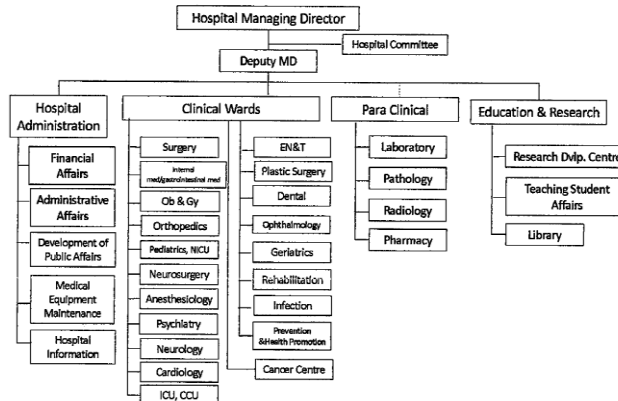 Hospital Managing Director
Hospital Committee
Deputy MD
Hospital
Administration
Financial
Affairs
Administrative
Affairs
Development of
Public Affairs
Medical
Equipment
Maintenance
Hospital
Information
Clinical Wards
Surgery
Internal
med/gastrointestinal med
Ob & Gy
Orthopedics
Pediatrics, NICU
Neurosurgery
Anesthesiology
Psychiatry
Neurology
Cardiology
ICU, CCU
EN&T
Plastic Surgery
Dental
Ophthalmology
Geriatrics
Rehabilitation
Infection
Prevention
&Health Promotion
Cancer Centre
Para Clinical
Laboratory
Pathology
Radiology
Pharmacy
Education & Research
Research Dvlp. Centre
Teaching Student
Affairs
Library